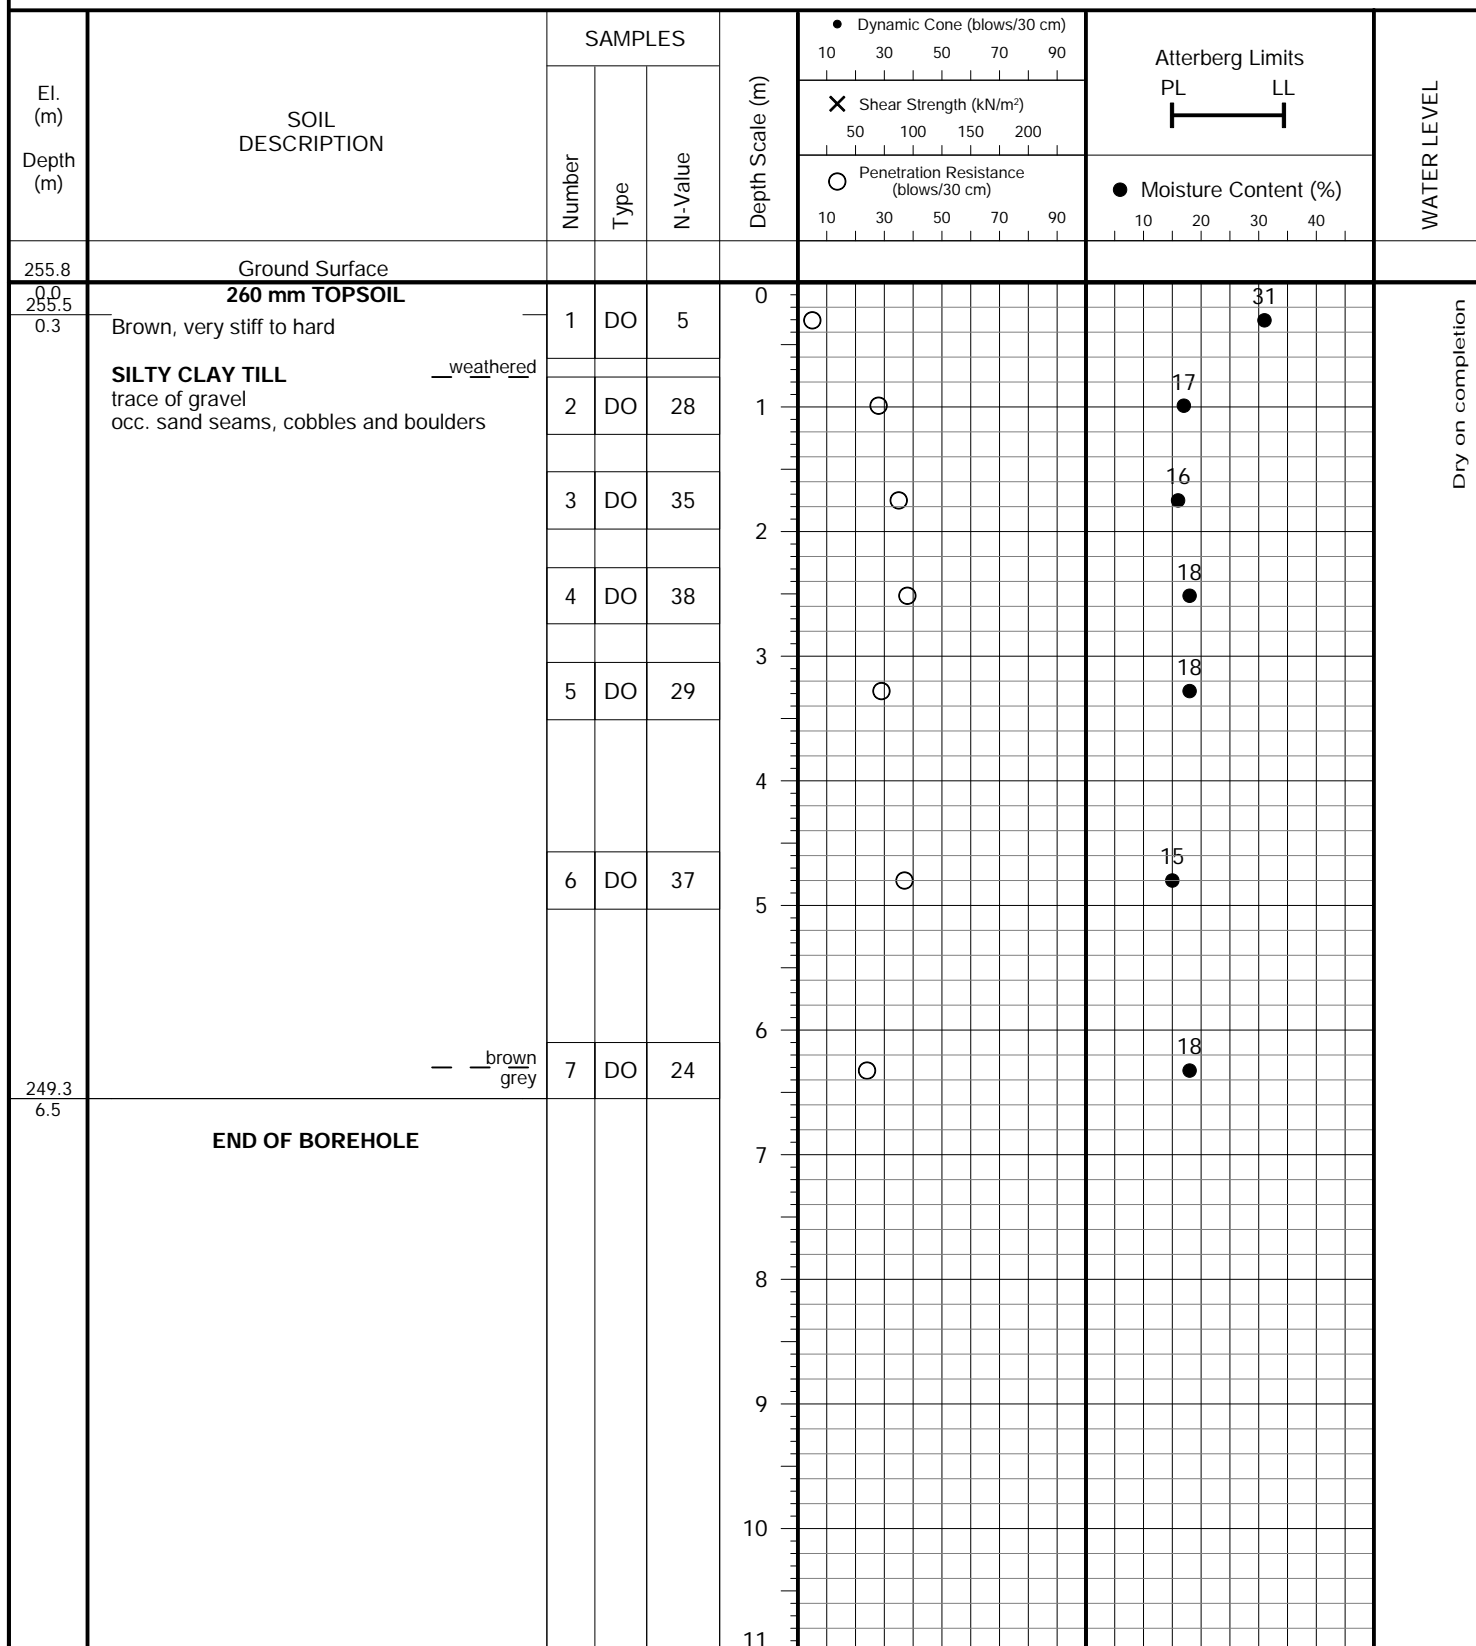 El.
(m)
Depth
(m)
SOIL
DESCRIPTION
SAMPLES
Number
Type
N-Value
Depth Scale (m)
Dynamic Cone (blows/30 cm)
10 30 50 70 90
Shear Strength (kN/m²)
50 100 150 200
Penetration Resistance
(blows/30 cm)
10 30 50 70 90
Atterberg Limits
PL LL
Moisture Content (%)
10 20 30 40
WATER LEVEL
255.8 Ground Surface
0.0 260 mm TOPSOIL 0
255.5
0.3 Brown, very stiff to hard
1 DO 5 31
weathered
SILTY CLAY TILL
trace of gravel
occ. sand seams, cobbles and boulders
2 DO 28 17
1
3 DO 35 16
2
4 DO 38 18
3
5 DO 29 18
4
6 DO 37 15
5
6
brown
grey
7 DO 24 18
249.3
6.5
END OF BOREHOLE
7
8
9
10
11
Dry on completion